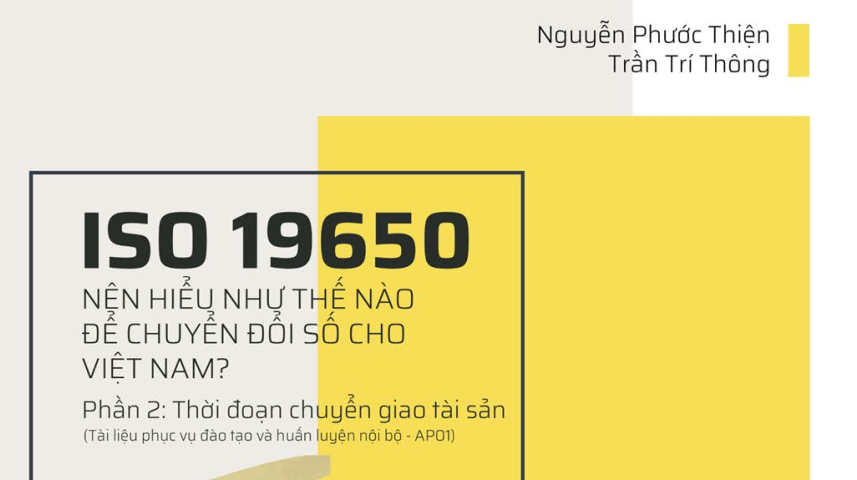 Nguyễn Phước Thiện
Trần Trí Thông
ISO 19650
NÊN HIỂU NHƯ THẾ NÀO
ĐỂ CHUYỂN ĐỔI SỐ CHO
VIỆT NAM?
Phần 2: Thời đoạn chuyển giao tài sản
(Tài liệu phục vụ đào tạo và huấn luyện nội bộ - AP01)